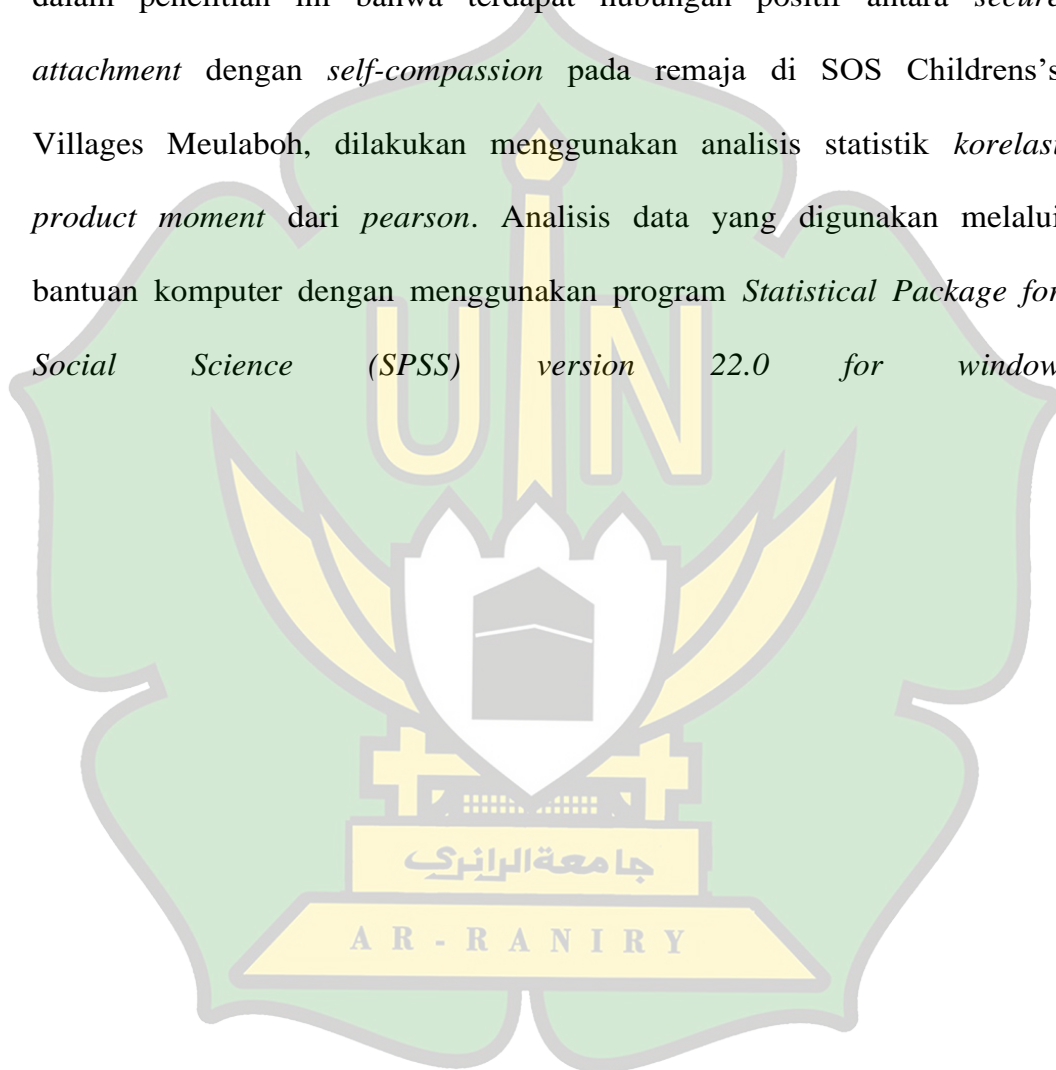 dalam penelitian ini bahwa terdapat hubungan positif antara secure
attachment dengan self-compassion pada remaja di SOS Childrens’s
Villages Meulaboh, dilakukan menggunakan analisis statistik korelasi
product moment dari pearson. Analisis data yang digunakan melalui
bantuan komputer dengan menggunakan program Statistical Package for
Social Science (SPSS) version 22.0 for window
UIN
جامعةالرانري
AR-RANIRY